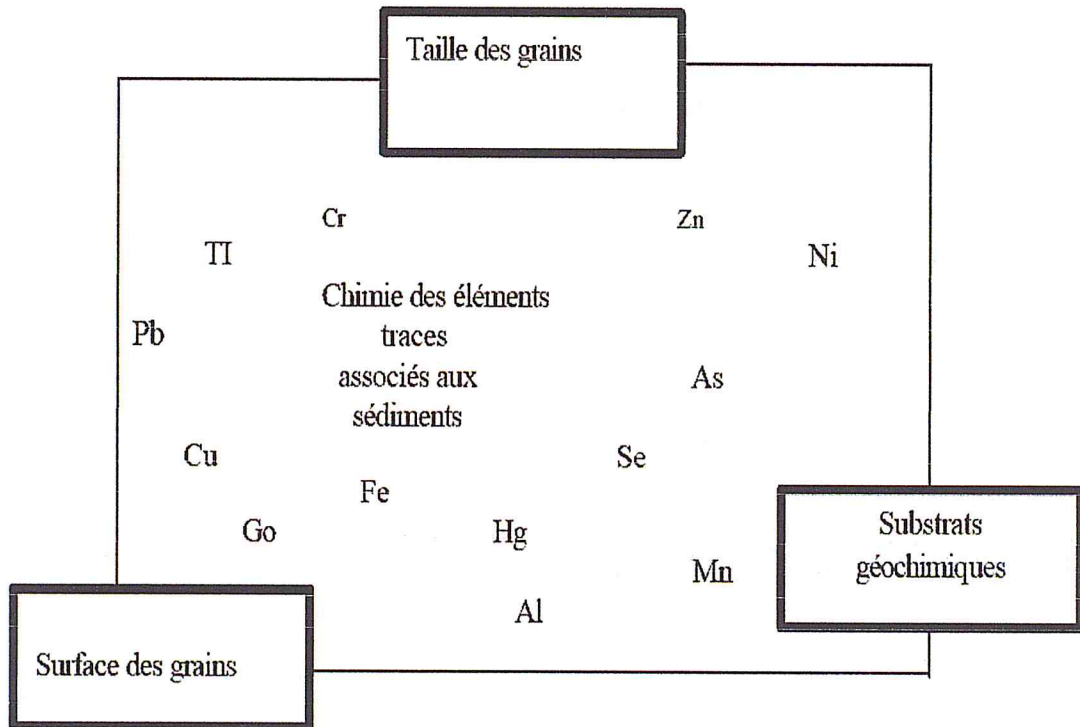 Taille des grains
Cr
Zn
TI
Ni
Chimie des éléments
traces
associés aux
sédiments
Pb
As
Cu
Se
Fe
Go
Hg
Mn
Al
Substrats
géochimiques
Surface des grains